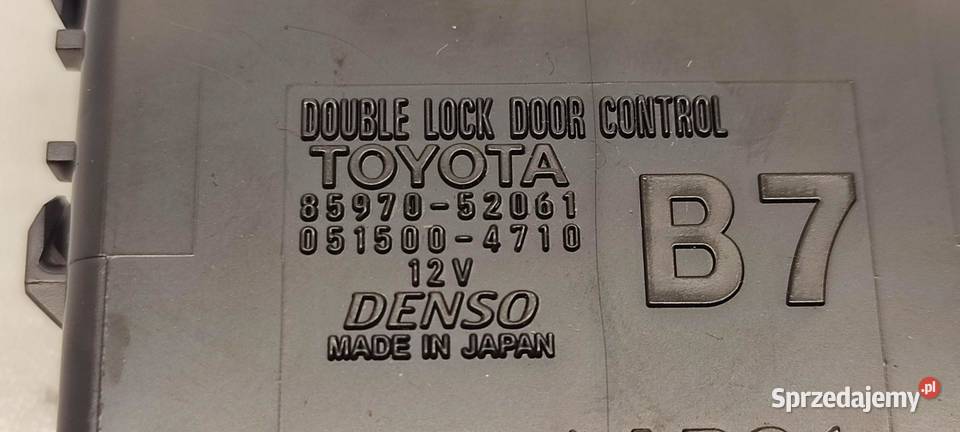 DOUBLE LOCK DOOR CONTROL
TOYOTA
85970-52061
051500-4710
12V
DENSO
MADE IN JAPAN
B7
Sprzedajemy.pl